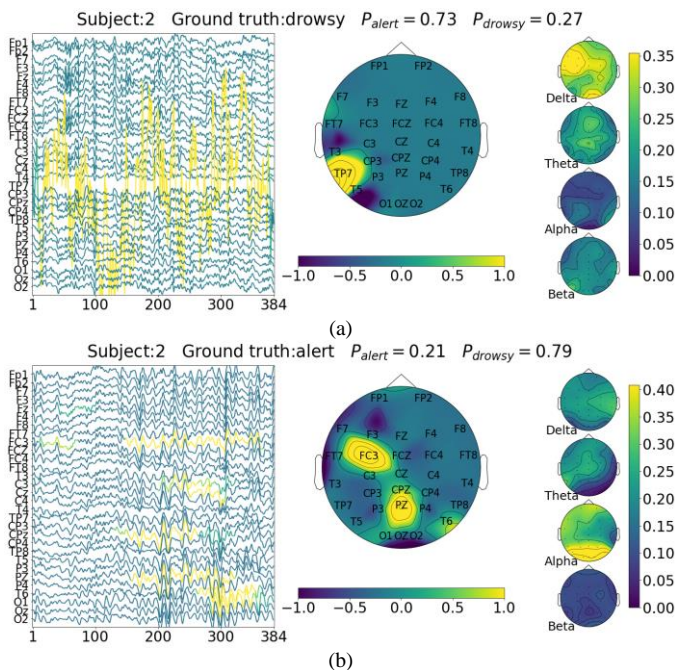 Subject:2 Ground truth:drowsy P_alert = 0.73 P_drowsy = 0.27
Fp1
Fp2
F7
F3
Fz
F4
F8
FT7
FC3
FCZ
FC4
FT8
T3
C3
Cz
C4
T4
TP7
CP3
CPz
CP4
TP8
T5
P3
Pz
P4
T6
O1
Oz
O2
1 100 200 300 384
FP1 FP2
F7 F3 FZ F4 F8
FT7 FC3 FCZ FC4 FT8
T3 C3 CZ C4 T4
TP7 CP3 CPZ CP4 TP8
T5 P3 PZ P4 T6
O1 OZ O2
−1.0 −0.5 0.0 0.5 1.0
Delta
Theta
Alpha
Beta
0.35
0.30
0.25
0.20
0.15
0.10
0.05
0.00
(a)
Subject:2 Ground truth:alert P_alert = 0.21 P_drowsy = 0.79
Fp1
Fp2
F7
F3
Fz
F4
F8
FT7
FC3
FCZ
FC4
FT8
T3
C3
Cz
C4
T4
TP7
CP3
CPz
CP4
TP8
T5
P3
Pz
P4
T6
O1
Oz
O2
1 100 200 300 384
FP1 FP2
F7 F3 FZ F4 F8
FT7 FC3 FCZ FC4 FT8
T3 C3 CZ C4 T4
TP7 CP3 CPZ CP4 TP8
T5 P3 PZ P4 T6
O1 OZ O2
−1.0 −0.5 0.0 0.5 1.0
Delta
Theta
Alpha
Beta
0.40
0.35
0.30
0.25
0.20
0.15
0.10
0.05
0.00
(b)